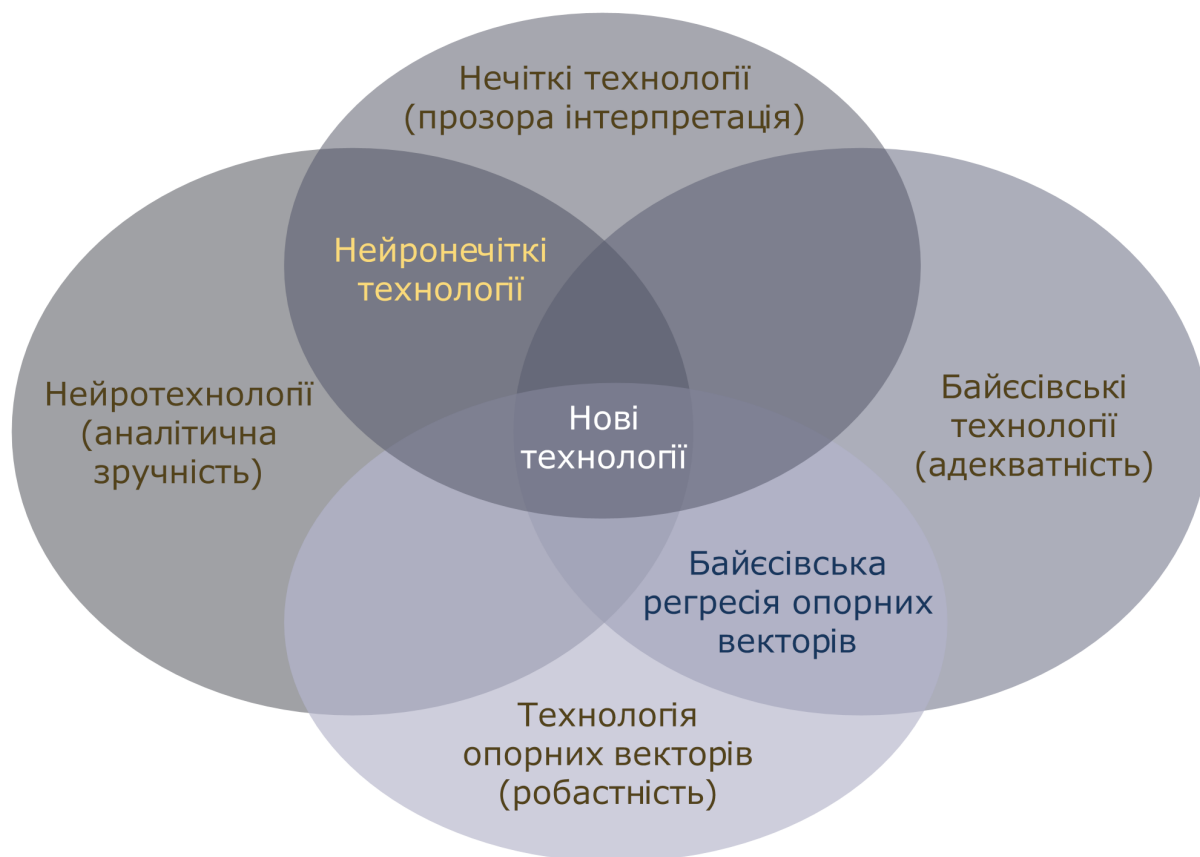 Нечіткі технології
(прозора інтерпретація)
Нейронечіткі
технології
Нейротехнології
(аналітична
зручність)
Нові
технології
Байєсівські
технології
(адекватність)
Байєсівська
регресія опорних
векторів
Технологія
опорних векторів
(робастність)